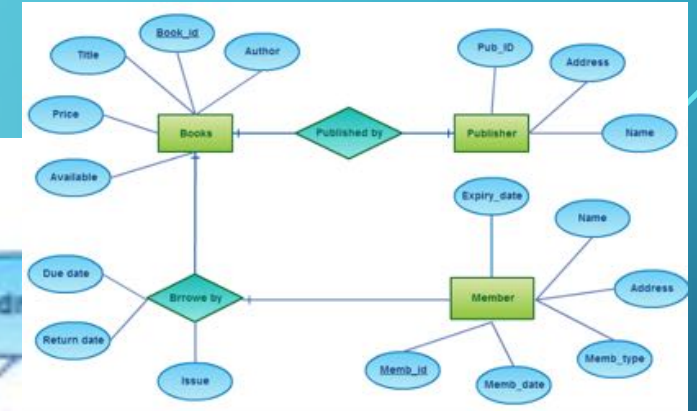 Book_id
Pub_ID
Title
Author
Address
Price
Books
Published by
Publisher
Name
Available
Expiry_date
Name
Due date
Address
Brrowe by
Member
Return date
Memb_type
Issue
Memb_id
Memb_date